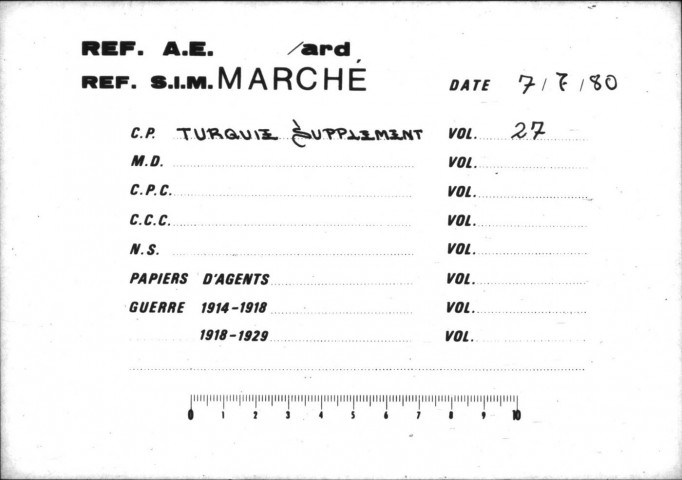 REF. A.E. /ard
REF. S.I.M. MARCHÉ DATE 7/7/80
C.P. TURQUIE SUPPLEMENT VOL. 27
M.D. VOL.
C.P.C. VOL.
C.C.C. VOL.
N.S. VOL.
PAPIERS D'AGENTS VOL.
GUERRE 1914-1918 VOL.
1918-1929 VOL.
0 1 2 3 4 5 6 7 8 9 10